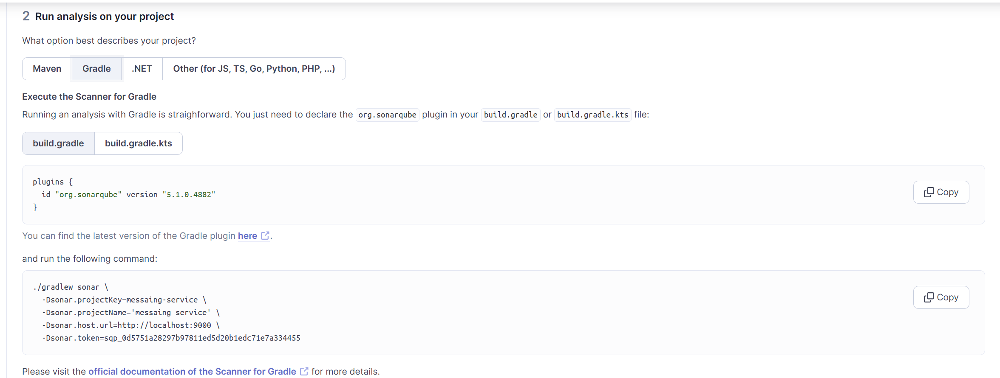 2 Run analysis on your project
What option best describes your project?
Maven Gradle .NET Other (for JS, TS, Go, Python, PHP, ...)
Execute the Scanner for Gradle
Running an analysis with Gradle is straighforward. You just need to declare the org.sonarqube plugin in your build.gradle or build.gradle.kts file:
build.gradle build.gradle.kts
plugins {
  id "org.sonarqube" version "5.1.0.4882"
}
Copy
You can find the latest version of the Gradle plugin here.
and run the following command:
./gradlew sonar \
  -Dsonar.projectKey=messaing-service \
  -Dsonar.projectName='messaing service' \
  -Dsonar.host.url=http://localhost:9000 \
  -Dsonar.token=sqp_0d5751a28297b97811ed5d20b1edc71e7a334455
Copy
Please visit the official documentation of the Scanner for Gradle for more details.